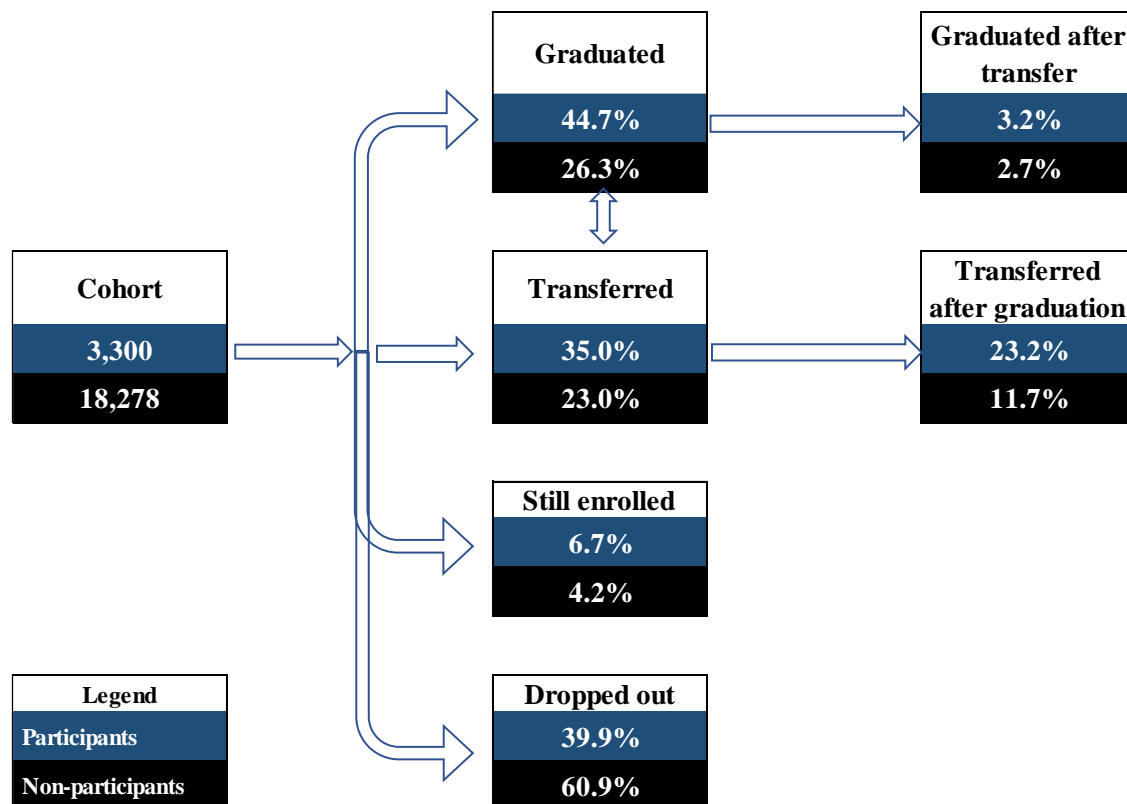 Graduated
44.7%
26.3%
Graduated after
transfer
3.2%
2.7%
Cohort
3,300
18,278
Transferred
35.0%
23.0%
Transferred
after graduation
23.2%
11.7%
Still enrolled
6.7%
4.2%
Legend
Participants
Non-participants
Dropped out
39.9%
60.9%